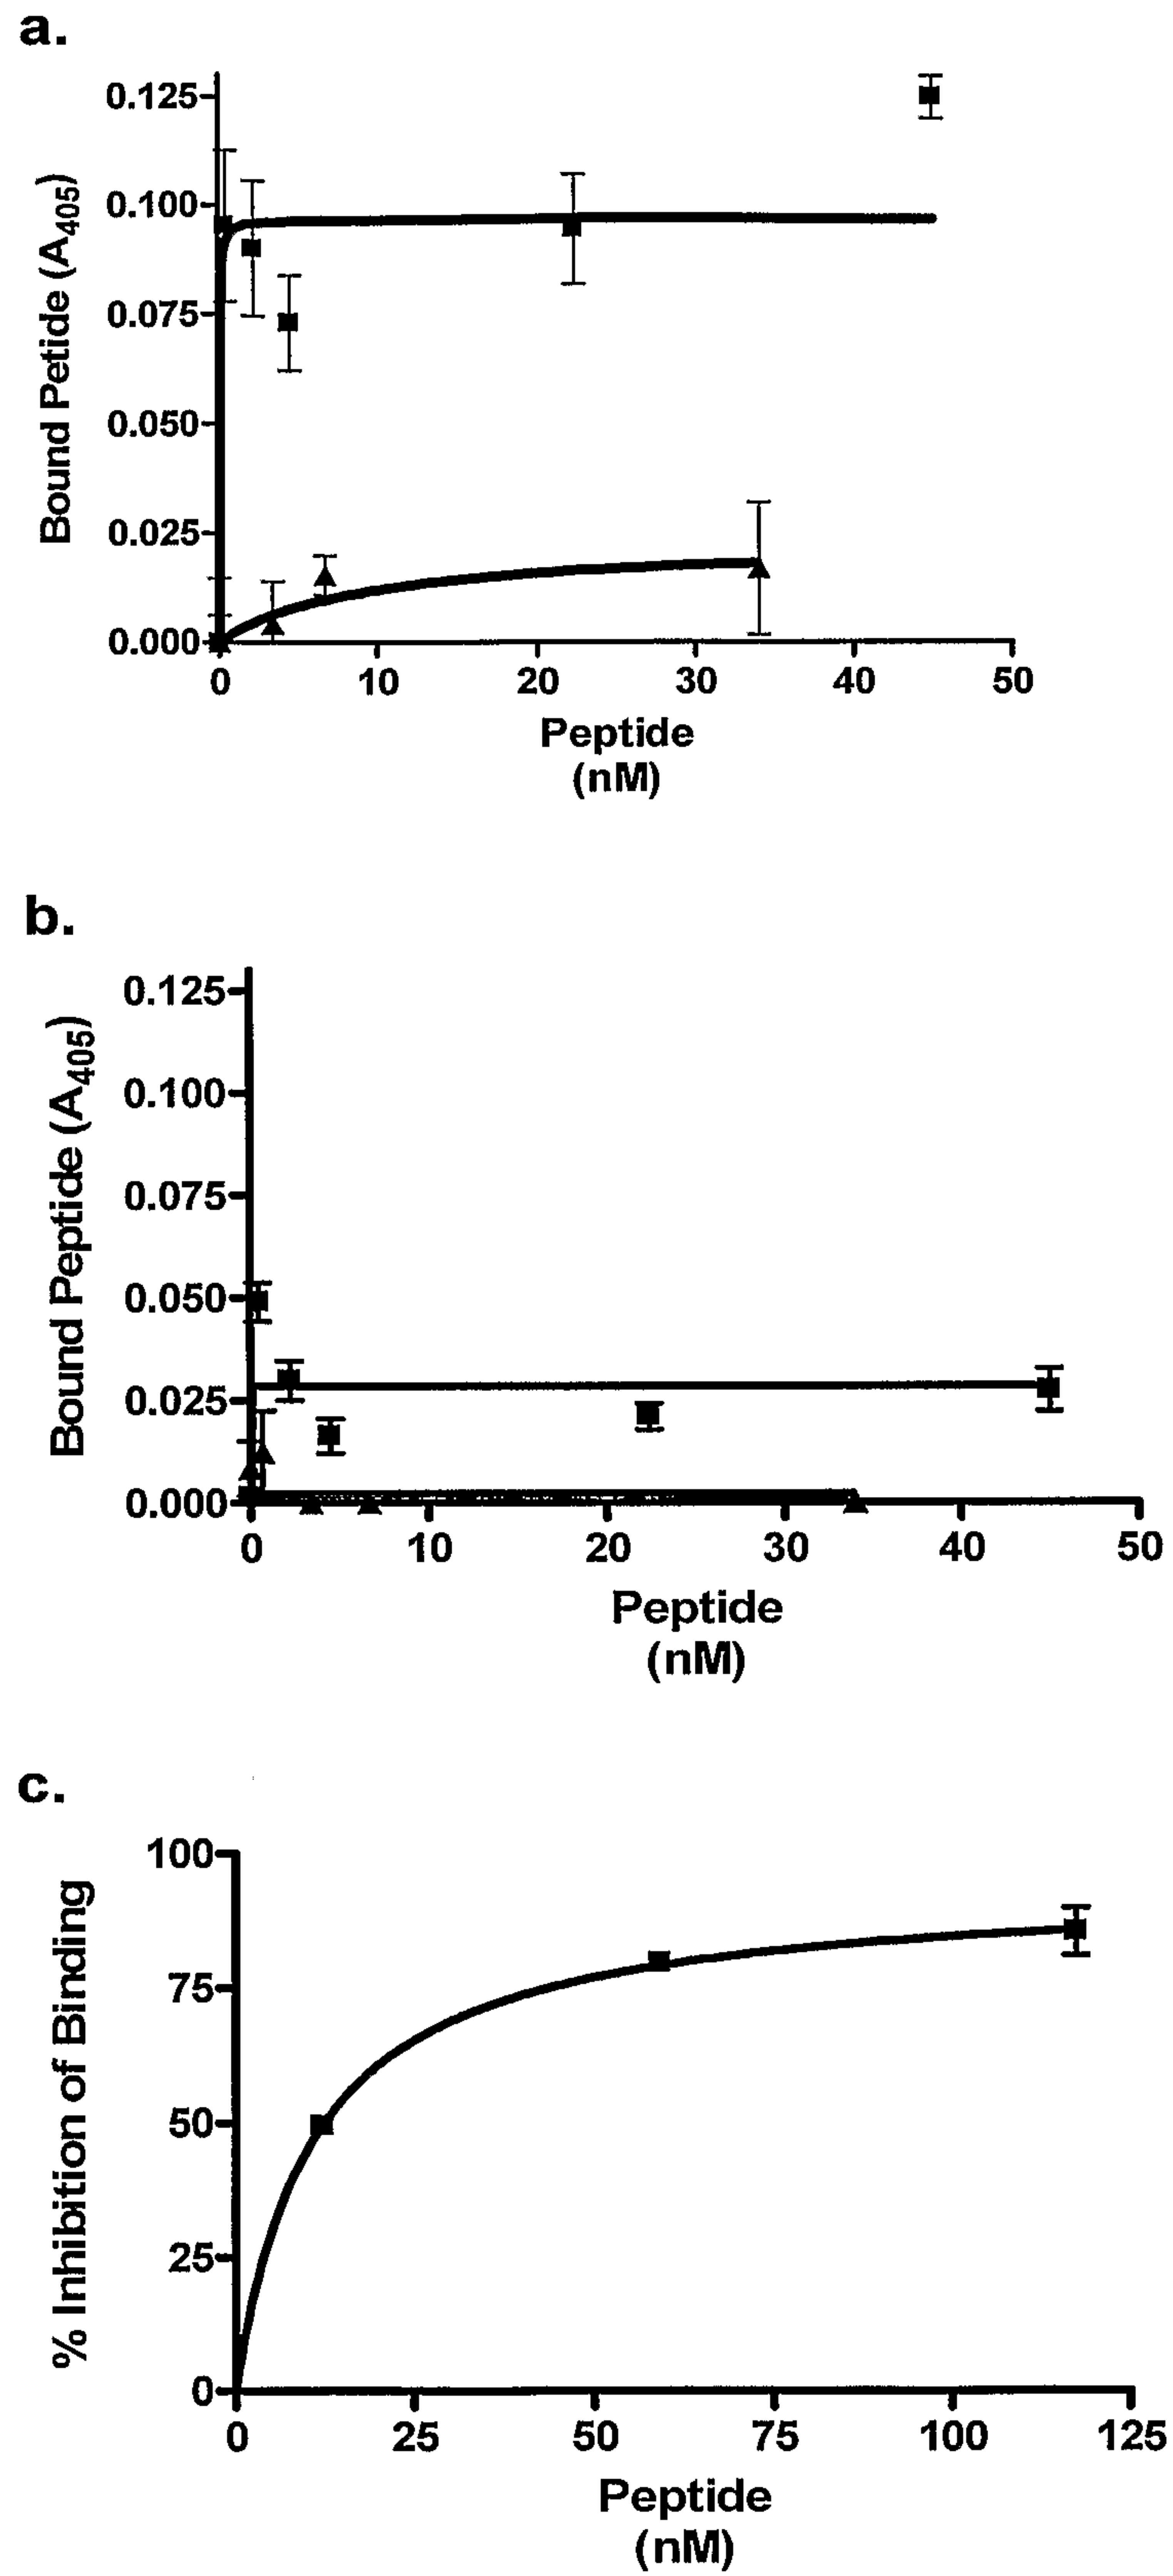 a.
Bound Petide (A405)
0.125
0.100
0.075
0.050
0.025
0.000
0 10 20 30 40 50
Peptide
(nM)
b.
Bound Peptide (A405)
0.125
0.100
0.075
0.050
0.025
0.000
0 10 20 30 40 50
Peptide
(nM)
c.
% Inhibition of Binding
100
75
50
25
0
0 25 50 75 100 125
Peptide
(nM)